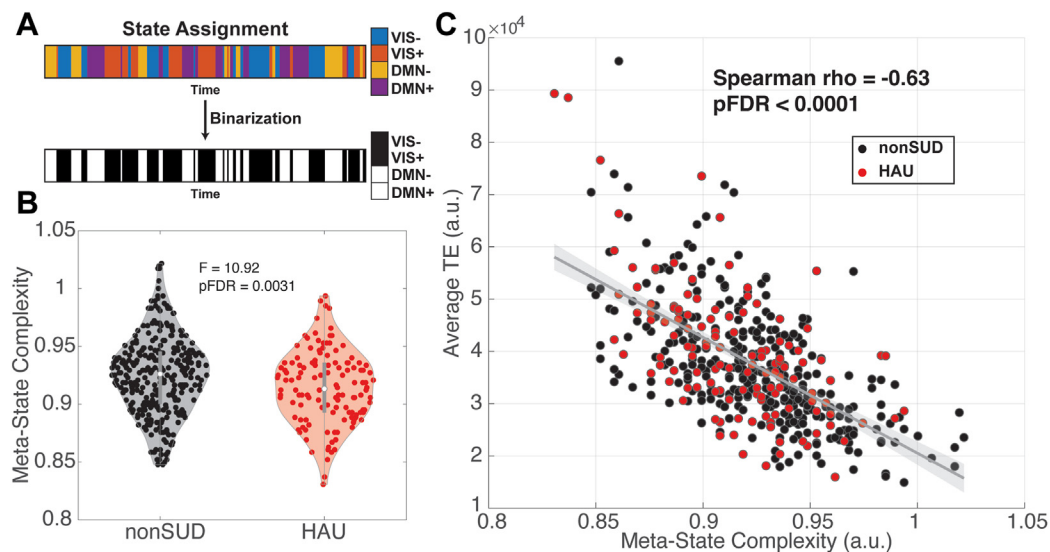 A
State Assignment
VIS-
VIS+
DMN-
DMN+
Time
Binarization
VIS-
VIS+
DMN-
DMN+
Time
B
Meta-State Complexity
1.05
1
0.95
0.9
0.85
0.8
F = 10.92
pFDR = 0.0031
nonSUD
HAU
C
Average TE (a.u.)
10×10⁴
9
8
7
6
5
4
3
2
1
Spearman rho = -0.63
pFDR < 0.0001
nonSUD
HAU
0.8
0.85
0.9
0.95
1
1.05
Meta-State Complexity (a.u.)